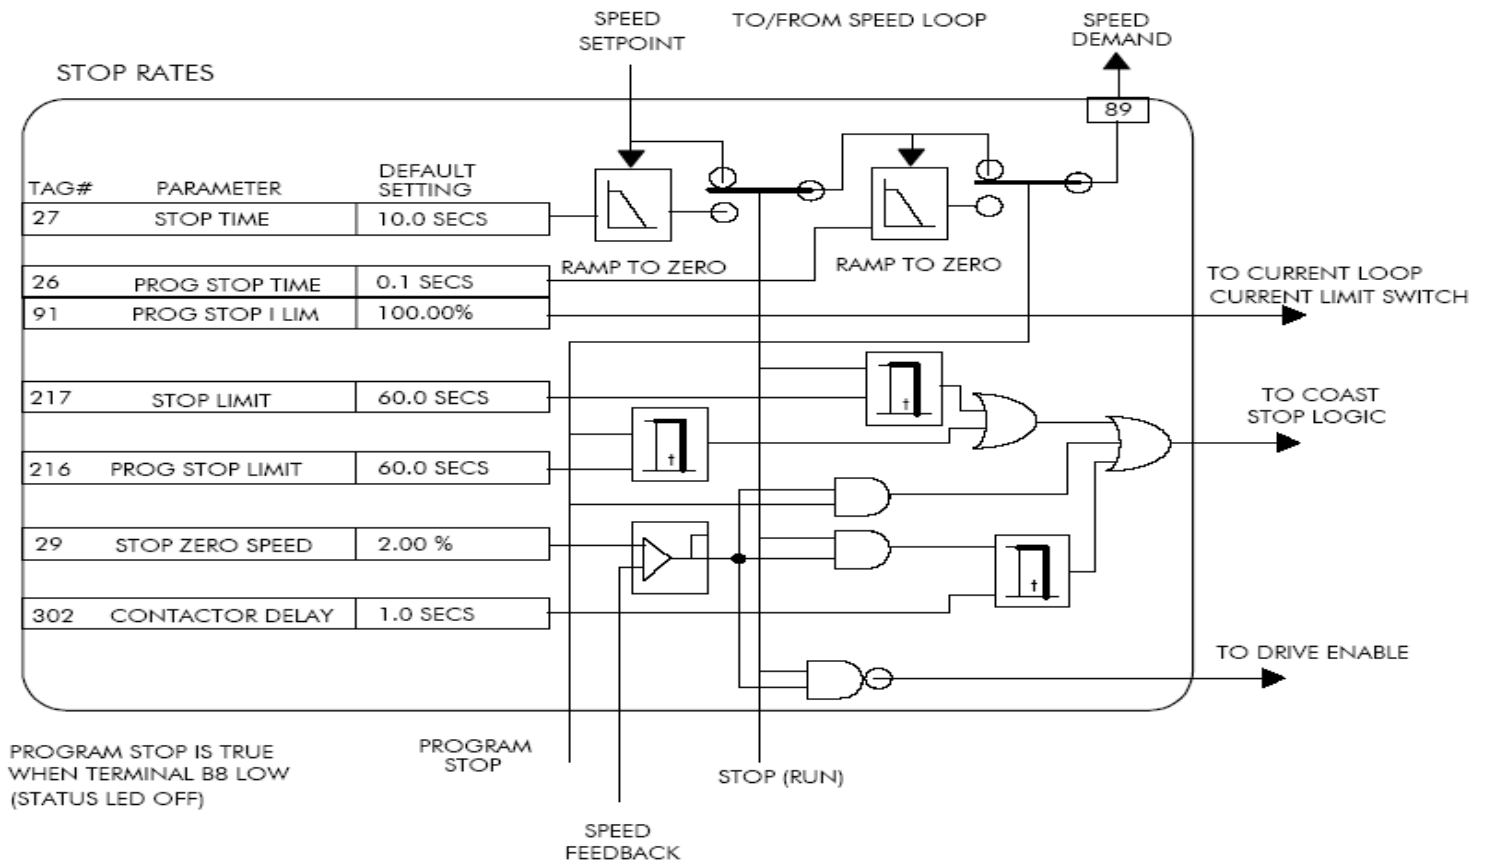 SPEED
SETPOINT
TO/FROM SPEED LOOP
SPEED
DEMAND
STOP RATES
89
TAG#
PARAMETER
DEFAULT
SETTING
27 STOP TIME 10.0 SECS
RAMP TO ZERO
RAMP TO ZERO
26 PROG STOP TIME 0.1 SECS
91 PROG STOP I LIM 100.00%
TO CURRENT LOOP
CURRENT LIMIT SWITCH
217 STOP LIMIT 60.0 SECS
t
TO COAST
STOP LOGIC
216 PROG STOP LIMIT 60.0 SECS
t
29 STOP ZERO SPEED 2.00 %
t
302 CONTACTOR DELAY 1.0 SECS
TO DRIVE ENABLE
PROGRAM STOP IS TRUE
WHEN TERMINAL B8 LOW
(STATUS LED OFF)
PROGRAM
STOP
STOP (RUN)
SPEED
FEEDBACK